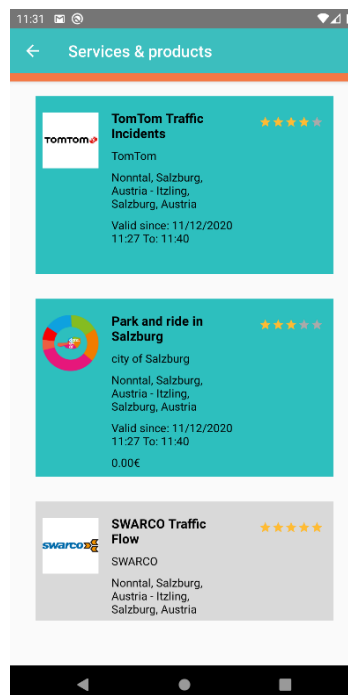 11:31
Services & products
TOMTOM
TomTom Traffic
Incidents
TomTom
Nonntal, Salzburg,
Austria - Itzling,
Salzburg, Austria
Valid since: 11/12/2020
11:27 To: 11:40
Park and ride in
Salzburg
city of Salzburg
Nonntal, Salzburg,
Austria - Itzling,
Salzburg, Austria
Valid since: 11/12/2020
11:27 To: 11:40
0.00€
swarco
SWARCO Traffic
Flow
SWARCO
Nonntal, Salzburg,
Austria - Itzling,
Salzburg, Austria